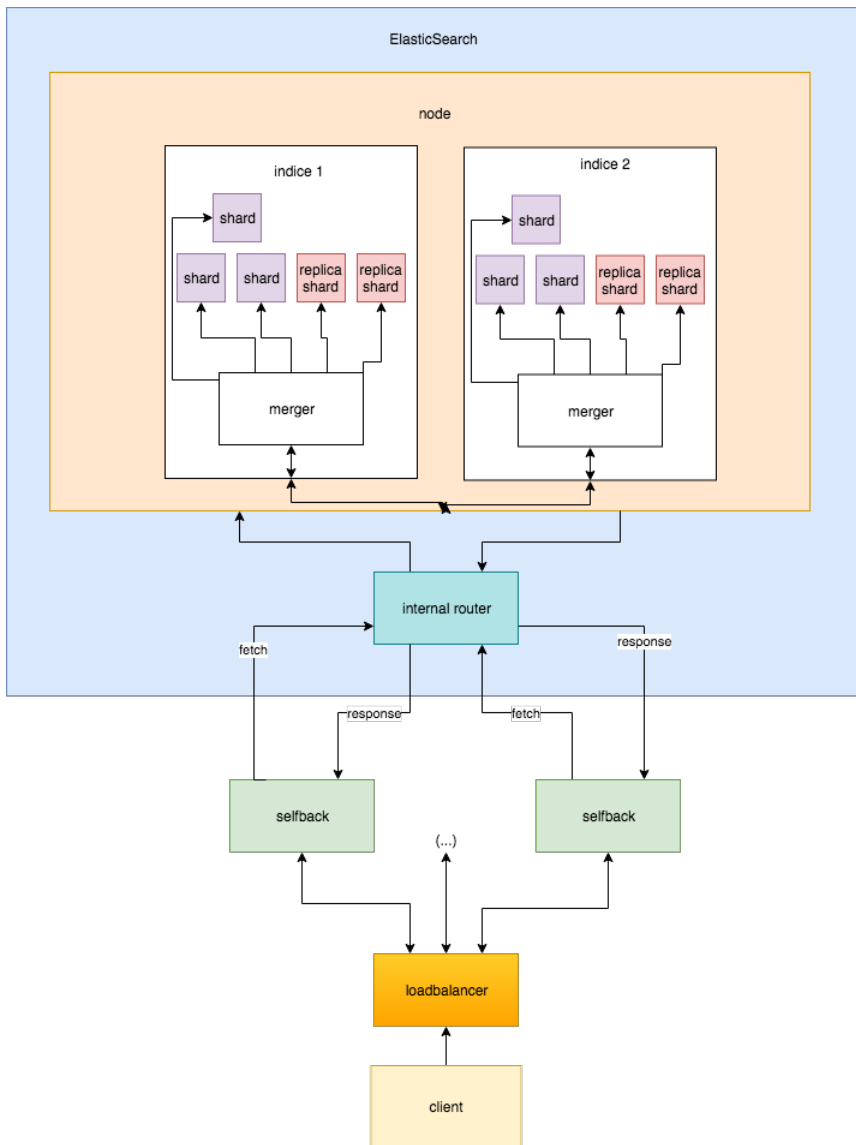 ElasticSearch
node
indice 1
indice 2
shard
shard
shard
shard
replica
shard
replica
shard
shard
shard
replica
shard
replica
shard
merger
merger
internal router
fetch
response
response
fetch
selfback
selfback
(...)
loadbalancer
client